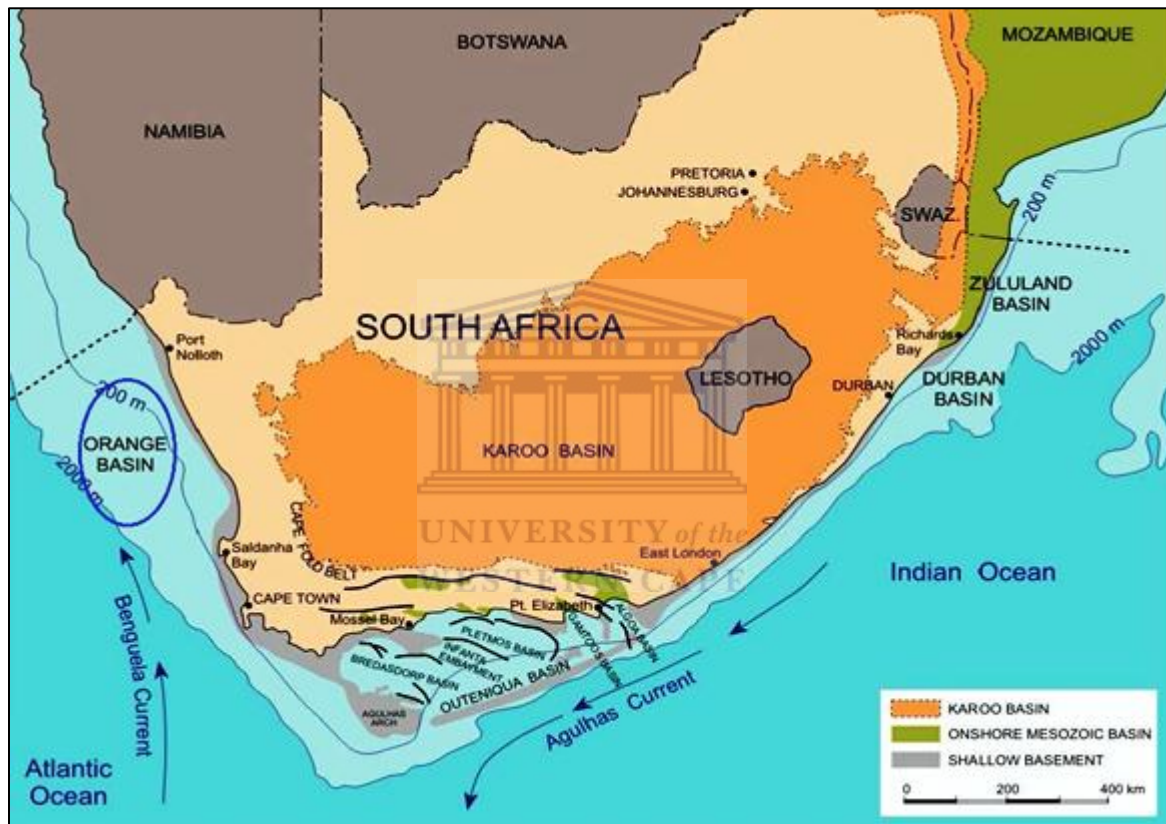 BOTSWANA
MOZAMBIQUE
NAMIBIA
PRETORIA
JOHANNESBURG
SWAZ.
200 m
ZULULAND
BASIN
SOUTH AFRICA
Port
Nolloth
Richards
Bay
2000 m
LESOTHO
DURBAN
DURBAN
BASIN
200 m
ORANGE
BASIN
2000 m
KAROO BASIN
UNIVERSITY of the
WESTERN CAPE
CAPE FOLD BELT
Saldanha
Bay
East London
Indian Ocean
CAPE TOWN
Mossel Bay
Pt. Elizabeth
ALGOA BASIN
GAMTOOS BASIN
PLETMOS BASIN
INFANTA
EMBAYMENT
BREDASDORP BASIN
OUTENIQUA BASIN
AGULHAS
ARCH
Agulhas Current
Benguela Current
Atlantic
Ocean
KAROO BASIN
ONSHORE MESOZOIC BASIN
SHALLOW BASEMENT
0 200 400 km